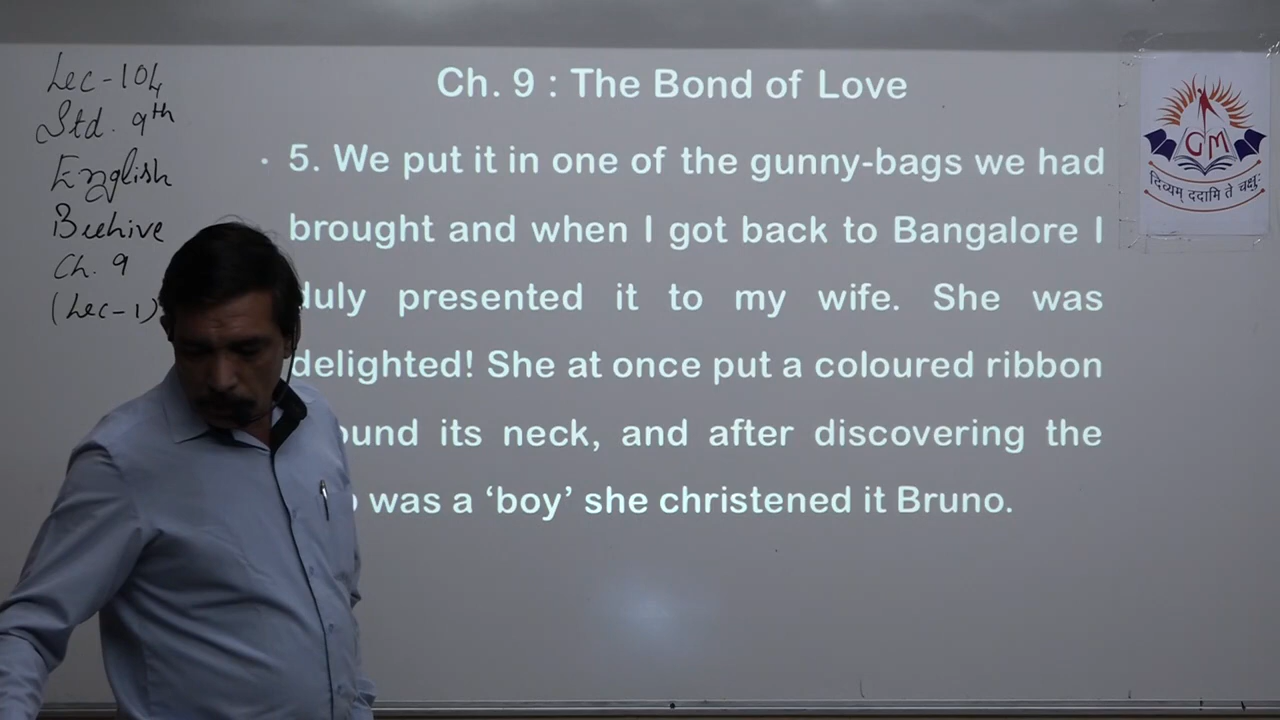 Lec-104
Std. 9th
English
Beehive
Ch. 9
(Lec-1)
Ch. 9 : The Bond of Love
• 5. We put it in one of the gunny-bags we had
brought and when I got back to Bangalore I
duly presented it to my wife. She was
delighted! She at once put a coloured ribbon
ound its neck, and after discovering the
was a ‘boy’ she christened it Bruno.
GM
दिव्यम् ददामि ते चक्षुः